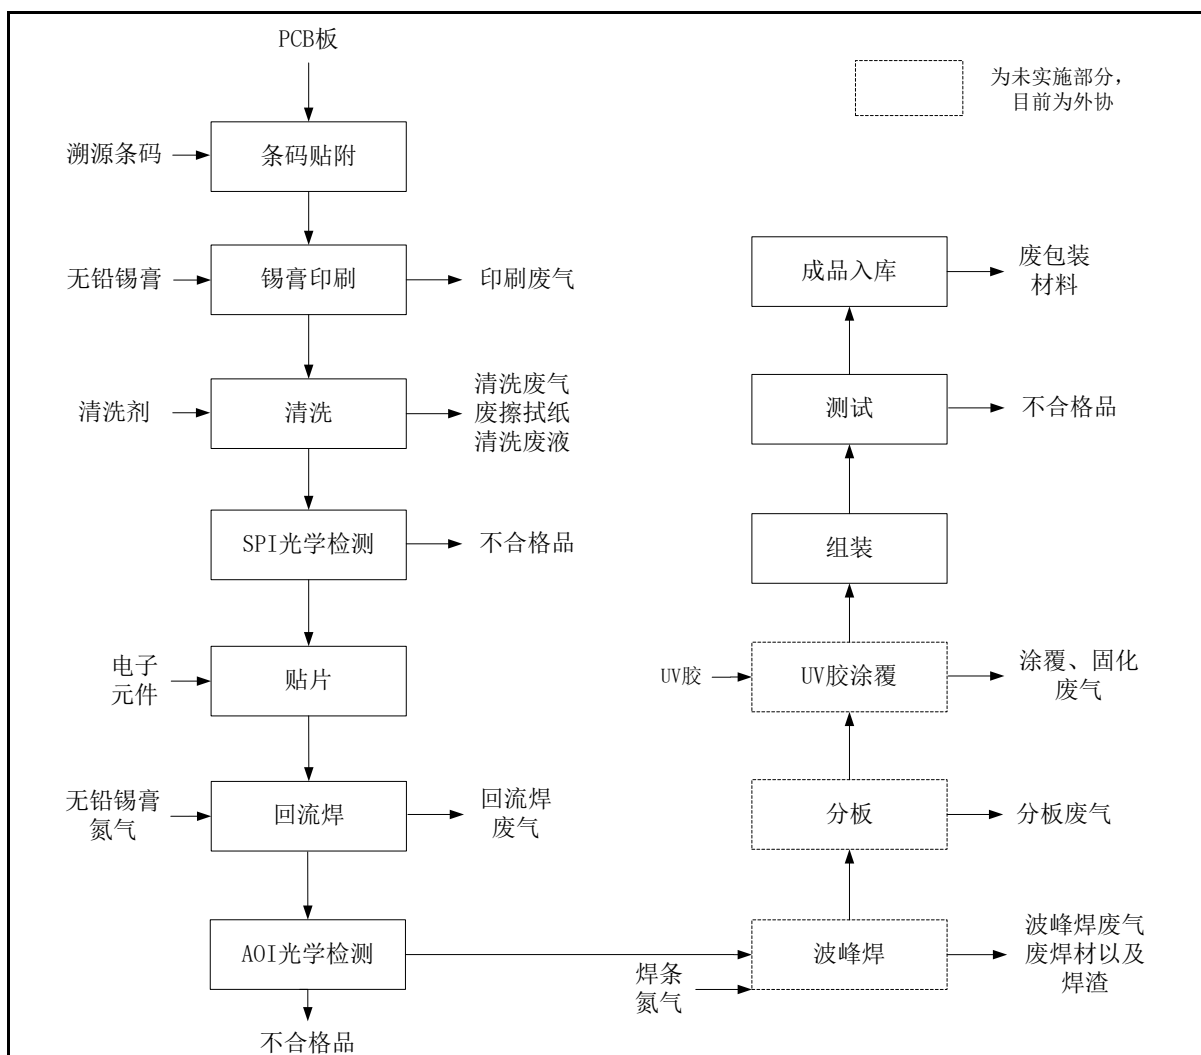 PCB板
为未实施部分，
目前为外协
溯源条码
条码贴附
无铅锡膏
锡膏印刷
印刷废气
清洗剂
清洗
清洗废气
废擦拭纸
清洗废液
SPI光学检测
不合格品
电子
元件
贴片
无铅锡膏
氮气
回流焊
回流焊
废气
AOI光学检测
不合格品
焊条
氮气
波峰焊
波峰焊废气
废焊材以及
焊渣
分板
分板废气
UV胶
UV胶涂覆
涂覆、固化
废气
组装
测试
不合格品
成品入库
废包装
材料